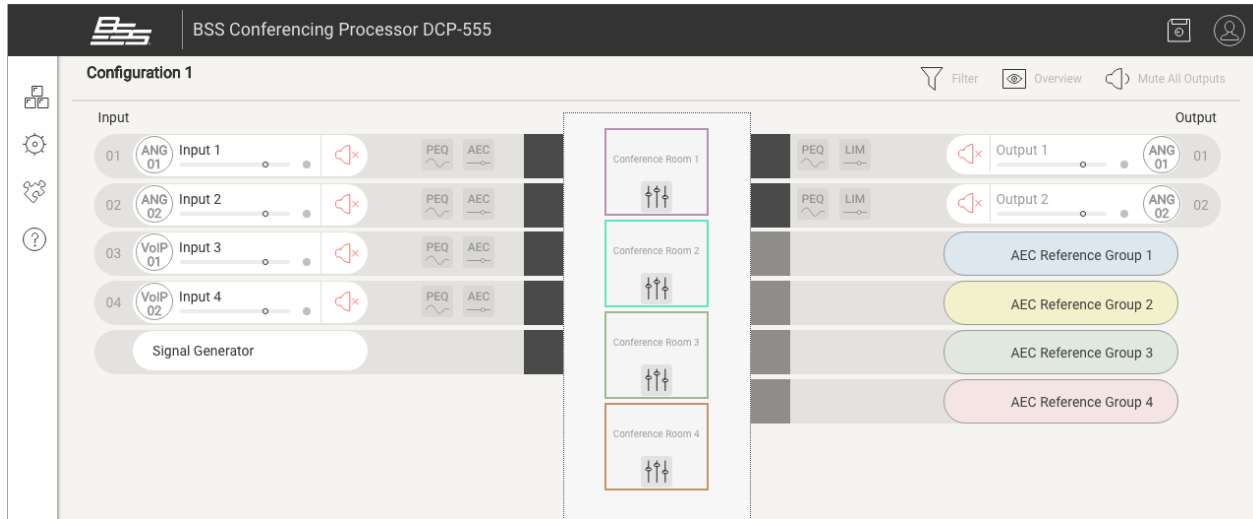 BSS BSS Conferencing Processor DCP-555
Configuration 1
Filter Overview Mute All Outputs
Input
Output
01 ANG 01 Input 1 PEQ AEC
02 ANG 02 Input 2 PEQ AEC
03 VoIP 01 Input 3 PEQ AEC
04 VoIP 02 Input 4 PEQ AEC
Signal Generator
Conference Room 1
Conference Room 2
Conference Room 3
Conference Room 4
PEQ LIM Output 1 ANG 01 01
PEQ LIM Output 2 ANG 02 02
AEC Reference Group 1
AEC Reference Group 2
AEC Reference Group 3
AEC Reference Group 4